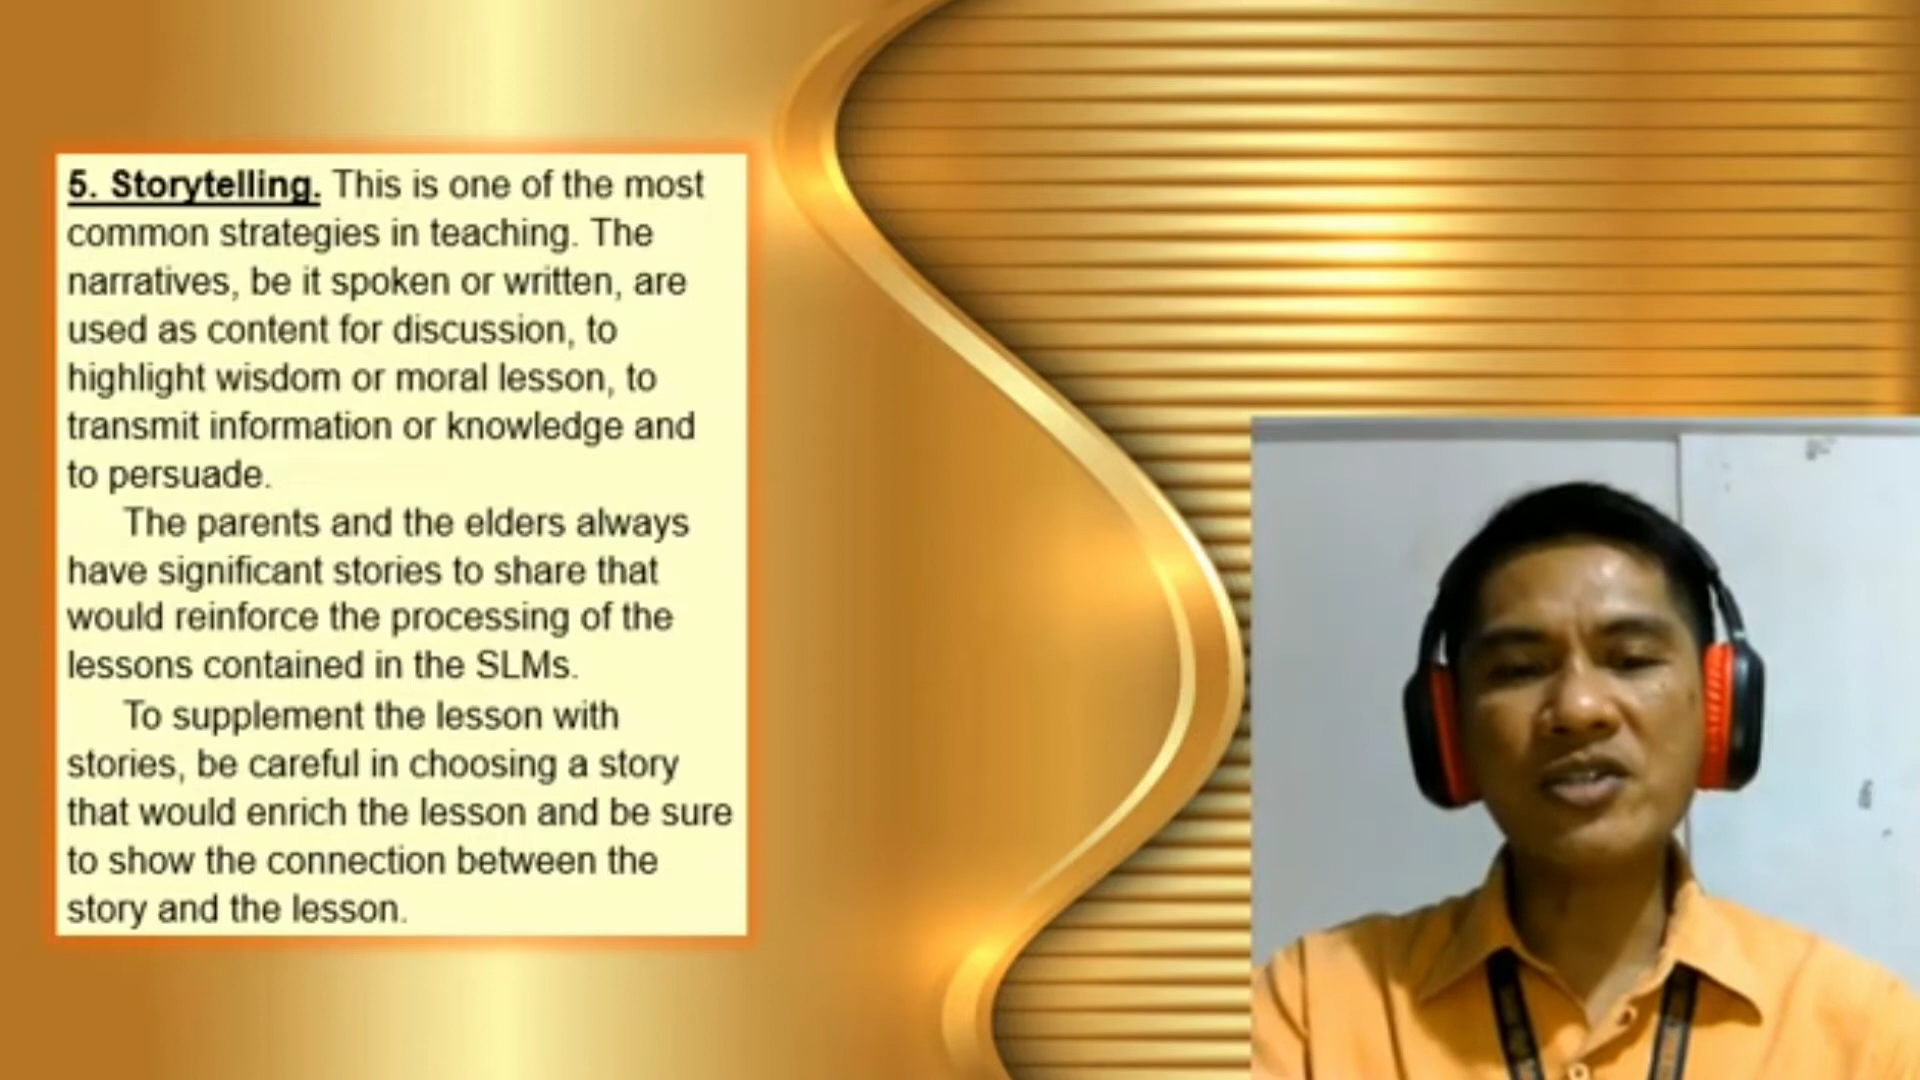 5. Storytelling. This is one of the most
common strategies in teaching. The
narratives, be it spoken or written, are
used as content for discussion, to
highlight wisdom or moral lesson, to
transmit information or knowledge and
to persuade.
The parents and the elders always
have significant stories to share that
would reinforce the processing of the
lessons contained in the SLMs.
To supplement the lesson with
stories, be careful in choosing a story
that would enrich the lesson and be sure
to show the connection between the
story and the lesson.